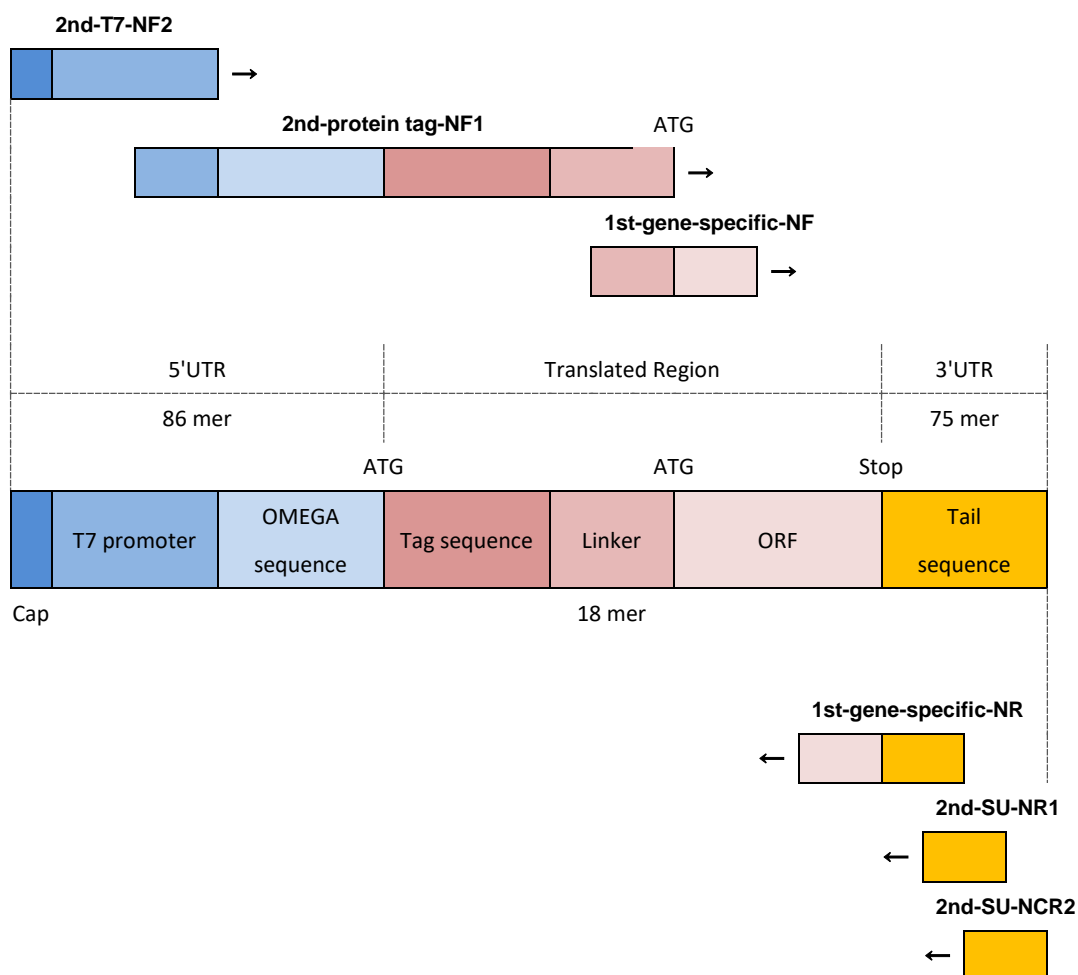 2nd-T7-NF2
2nd-protein tag-NF1
ATG
1st-gene-specific-NF
5'UTR
Translated Region
3'UTR
86 mer
75 mer
ATG
ATG
Stop
T7 promoter
OMEGA
sequence
Tag sequence
Linker
ORF
Tail
sequence
Cap
18 mer
1st-gene-specific-NR
2nd-SU-NR1
2nd-SU-NCR2